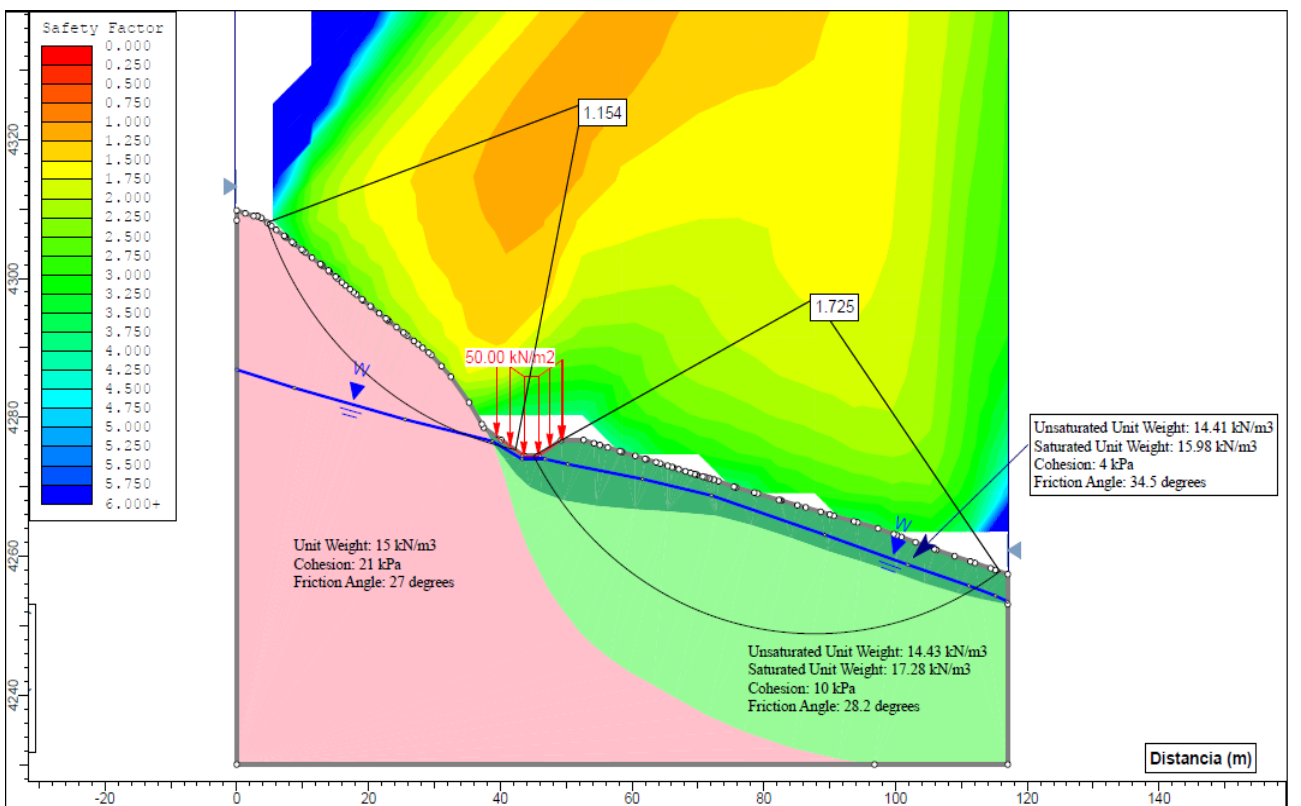 Safety Factor
0.000
0.250
0.500
0.750
1.000
1.250
1.500
1.750
2.000
2.250
2.500
2.750
3.000
3.250
3.500
3.750
4.000
4.250
4.500
4.750
5.000
5.250
5.500
5.750
6.000+
1.154
1.725
50.00 kN/m2
W
W
Unsaturated Unit Weight: 14.41 kN/m3
Saturated Unit Weight: 15.98 kN/m3
Cohesion: 4 kPa
Friction Angle: 34.5 degrees
Unit Weight: 15 kN/m3
Cohesion: 21 kPa
Friction Angle: 27 degrees
Unsaturated Unit Weight: 14.43 kN/m3
Saturated Unit Weight: 17.28 kN/m3
Cohesion: 10 kPa
Friction Angle: 28.2 degrees
Distancia (m)
4320
4300
4280
4260
4240
-20
0
20
40
60
80
100
120
140